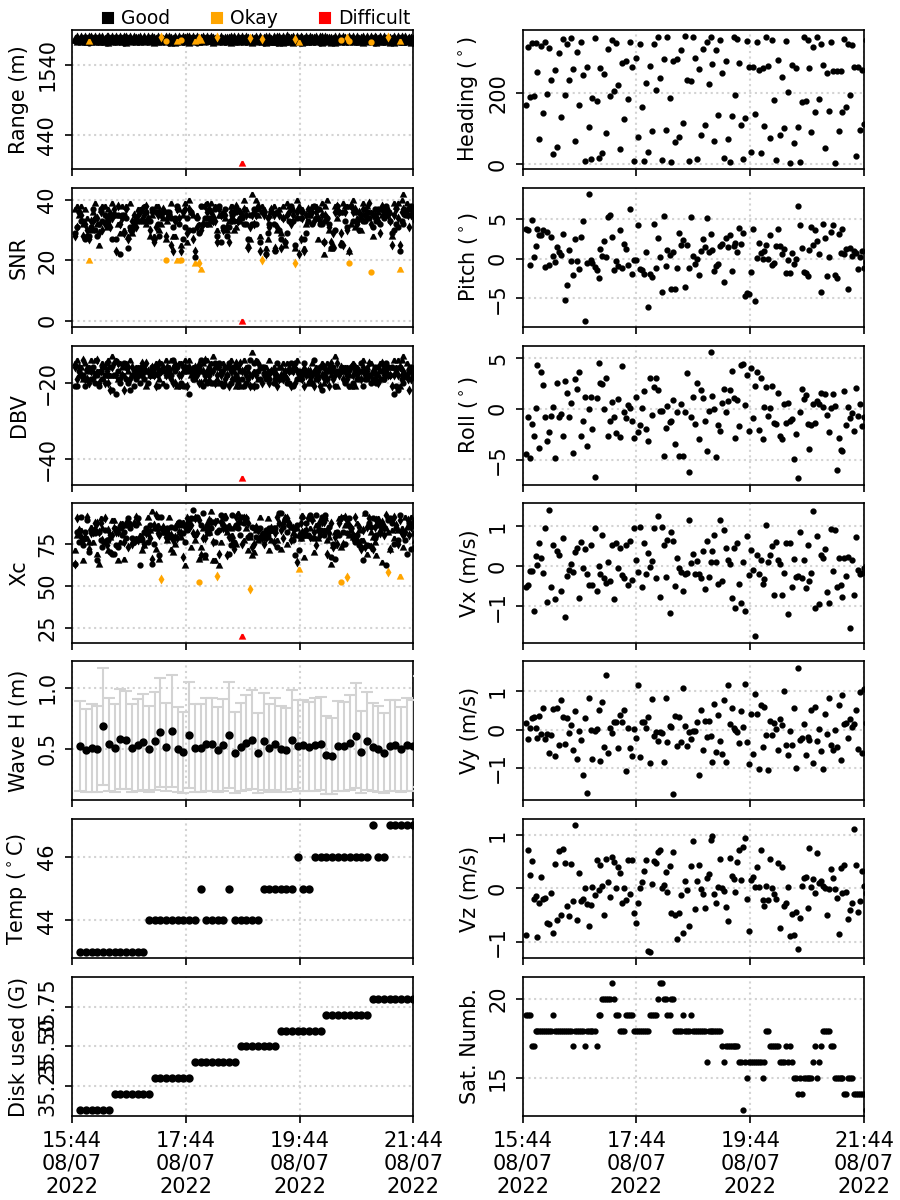 Good Okay Difficult
Range (m)
1540
440
Heading (°)
200
0
SNR
40
20
0
Pitch (°)
5
0
−5
DBV
−20
−40
Roll (°)
5
0
−5
Xc
75
50
25
Vx (m/s)
1
0
−1
Wave H (m)
1.0
0.5
Vy (m/s)
1
0
−1
Temp (°C)
46
44
Vz (m/s)
1
0
−1
Disk used (G)
Sat. Numb.
20
15
15:44 17:44 19:44 21:44
08/07 08/07 08/07 08/07
2022 2022 2022 2022
15:44 17:44 19:44 21:44
08/07 08/07 08/07 08/07
2022 2022 2022 2022